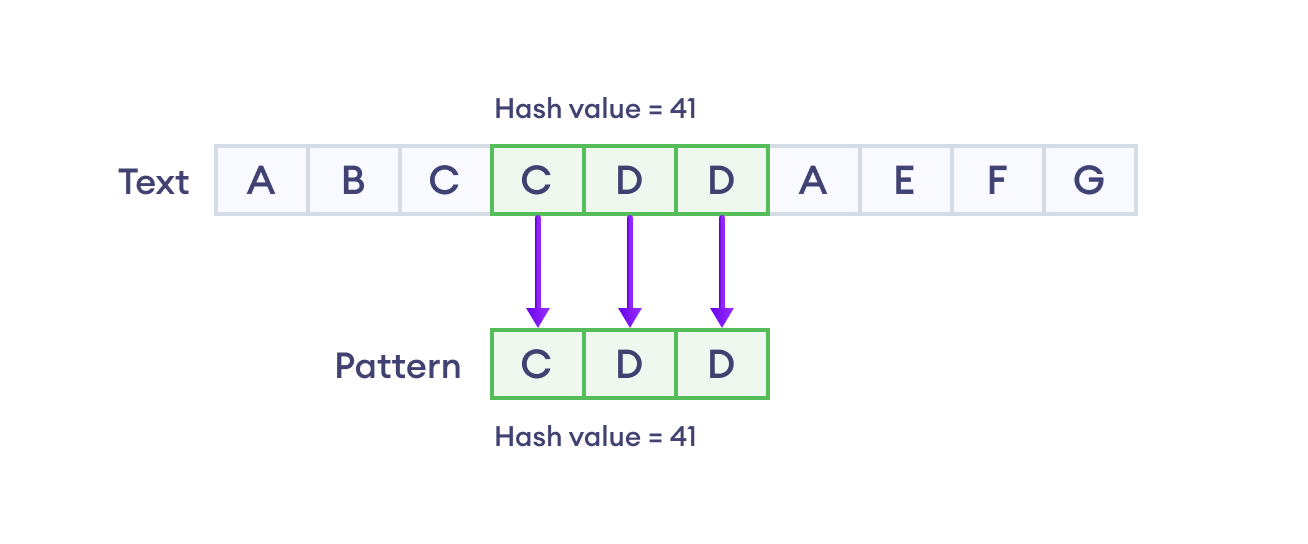 Hash value = 41
Text A B C C D D A E F G
Pattern C D D
Hash value = 41